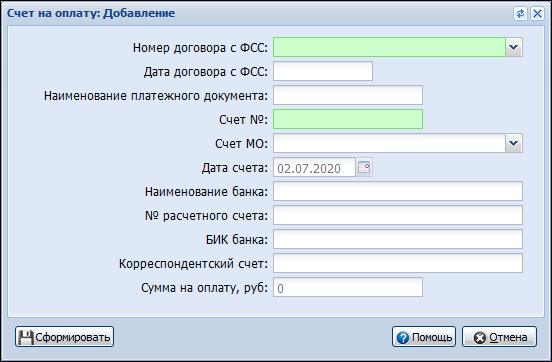 Счет на оплату: Добавление
Номер договора с ФСС:
Дата договора с ФСС:
Наименование платежного документа:
Счет №:
Счет МО:
Дата счета: 02.07.2020
Наименование банка:
№ расчетного счета:
БИК банка:
Корреспондентский счет:
Сумма на оплату, руб: 0
Сформировать Помощь Отмена